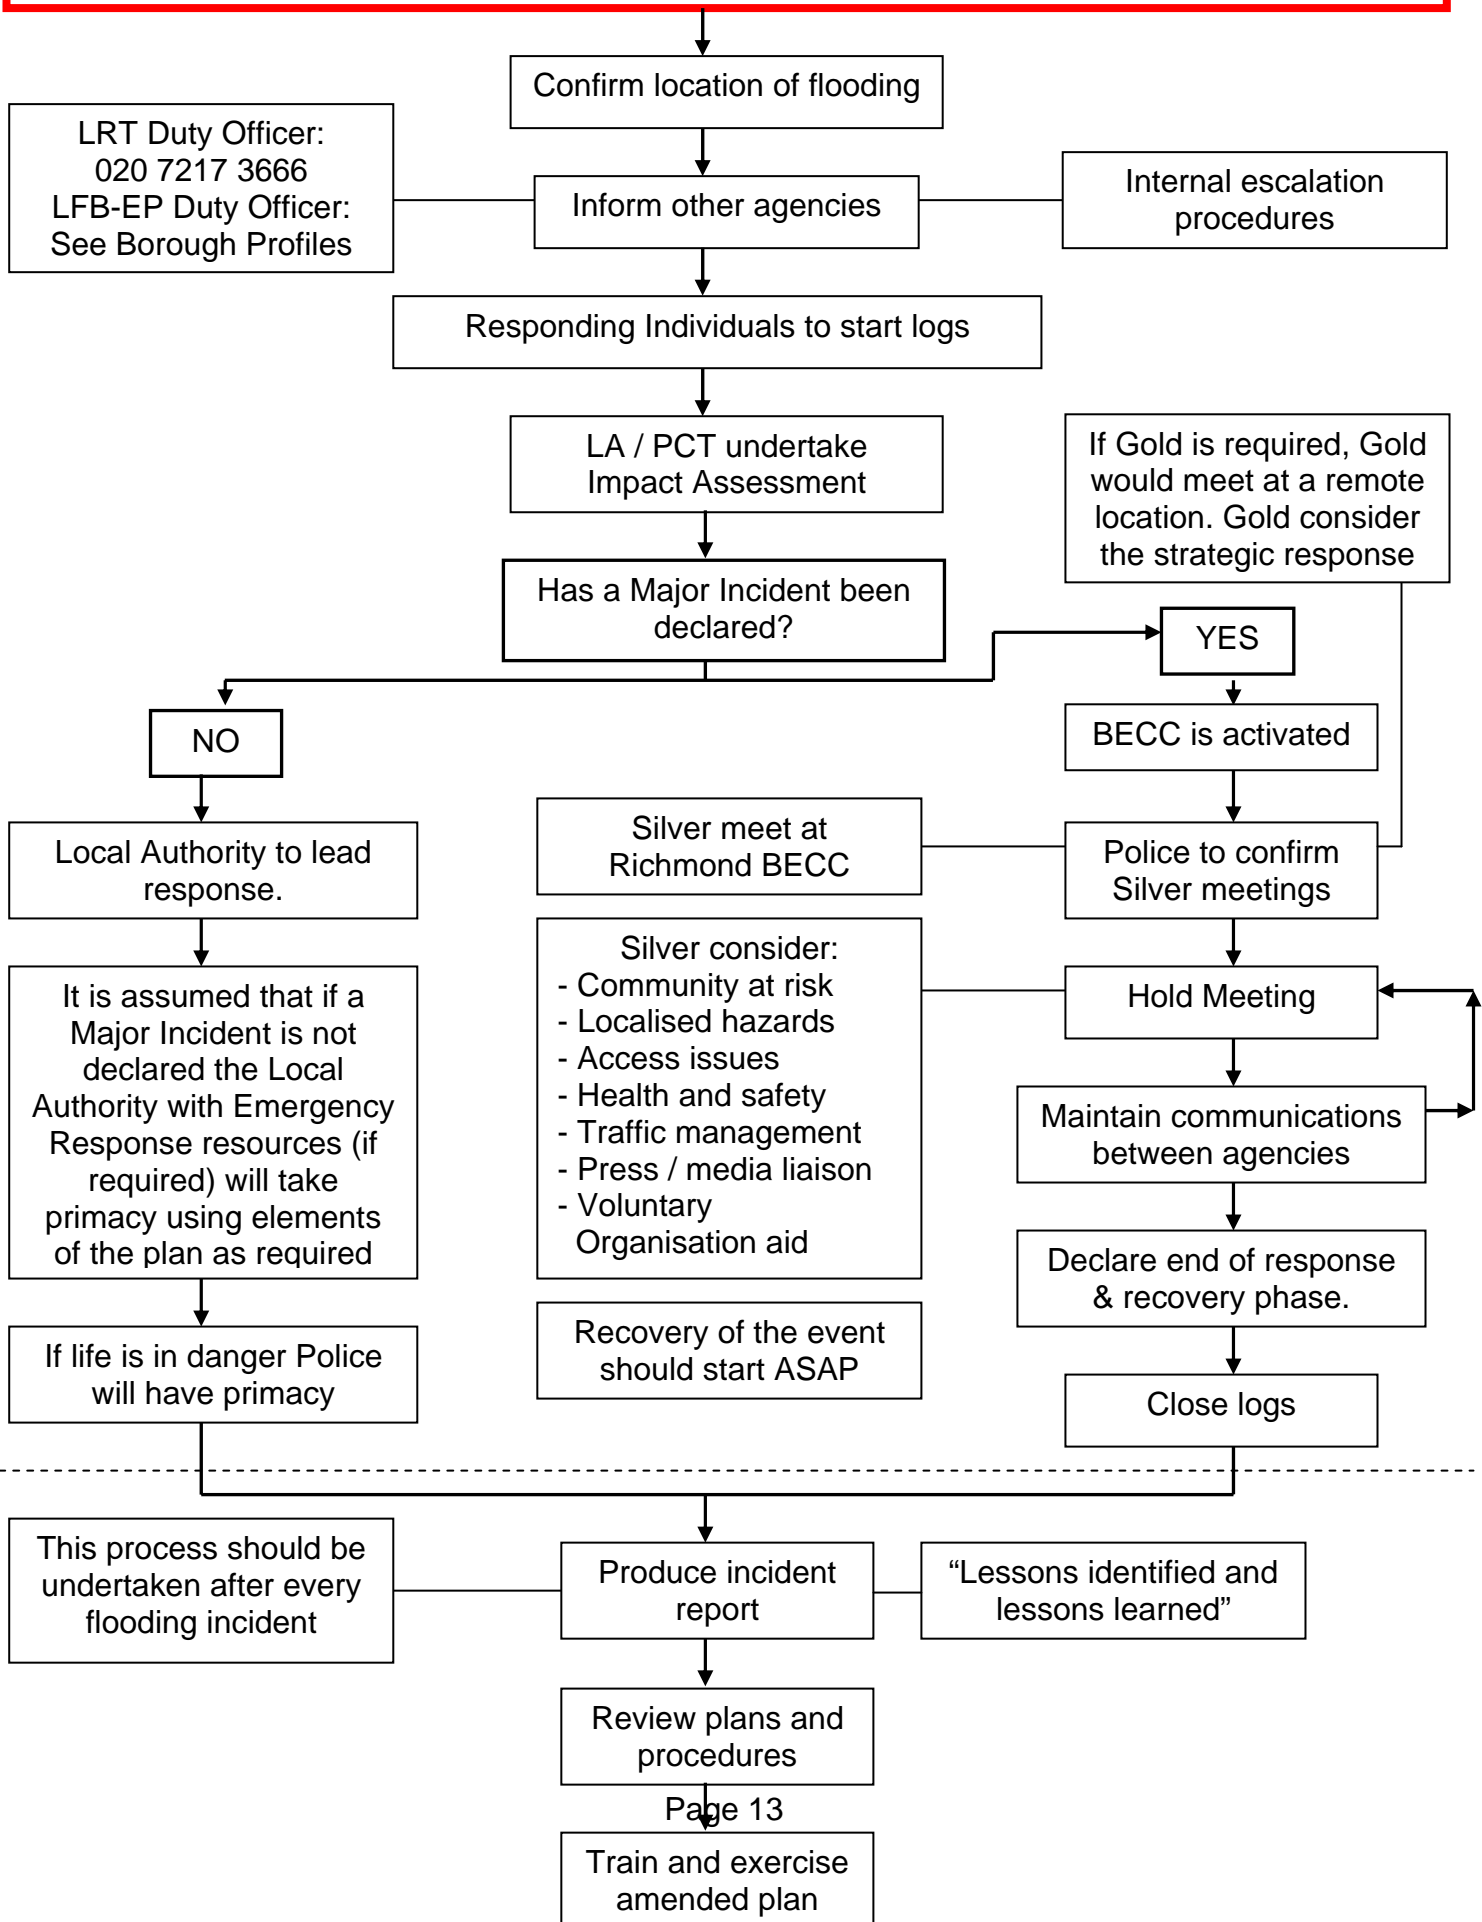 Confirm location of flooding
LRT Duty Officer:
020 7217 3666
LFB-EP Duty Officer:
See Borough Profiles
Inform other agencies
Internal escalation
procedures
Responding Individuals to start logs
LA / PCT undertake
Impact Assessment
If Gold is required, Gold
would meet at a remote
location. Gold consider
the strategic response
Has a Major Incident been
declared?
YES
NO
BECC is activated
Local Authority to lead
response.
Silver meet at
Richmond BECC
Police to confirm
Silver meetings
It is assumed that if a
Major Incident is not
declared the Local
Authority with Emergency
Response resources (if
required) will take
primacy using elements
of the plan as required
Silver consider:
- Community at risk
- Localised hazards
- Access issues
- Health and safety
- Traffic management
- Press / media liaison
- Voluntary
Organisation aid
Hold Meeting
Maintain communications
between agencies
Declare end of response
& recovery phase.
If life is in danger Police
will have primacy
Recovery of the event
should start ASAP
Close logs
This process should be
undertaken after every
flooding incident
Produce incident
report
“Lessons identified and
lessons learned”
Review plans and
procedures
Page 13
Train and exercise
amended plan